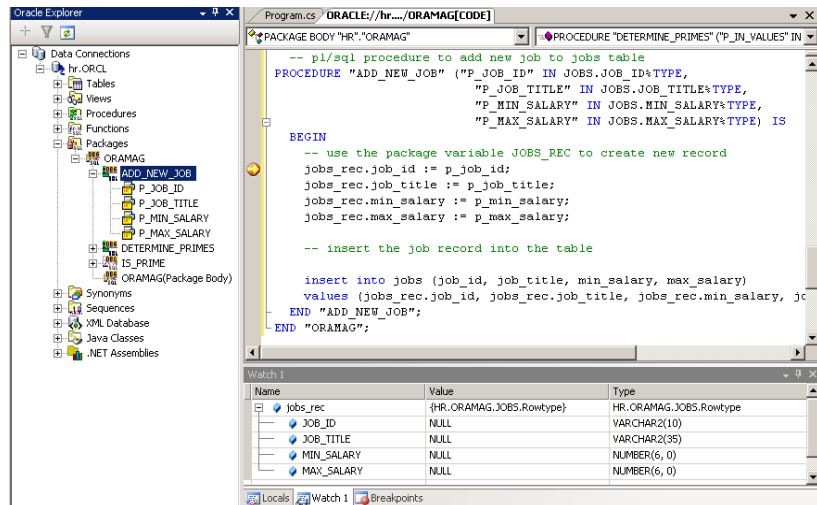 Oracle Explorer
Data Connections
hr.ORCL
Tables
Views
Procedures
Functions
Packages
ORAMAG
ADD_NEW_JOB
P_JOB_ID
P_JOB_TITLE
P_MIN_SALARY
P_MAX_SALARY
DETERMINE_PRIMES
IS_PRIME
ORAMAG(Package Body)
Synonyms
Sequences
XML Database
Java Classes
.NET Assemblies
Program.cs ORACLE://hr..../ORAMAG[CODE]
PACKAGE BODY "HR"."ORAMAG" PROCEDURE "DETERMINE_PRIMES" ("P_IN_VALUES" IN
-- pl/sql procedure to add new job to jobs table
PROCEDURE "ADD_NEW_JOB" ("P_JOB_ID" IN JOBS.JOB_ID%TYPE,
"P_JOB_TITLE" IN JOBS.JOB_TITLE%TYPE,
"P_MIN_SALARY" IN JOBS.MIN_SALARY%TYPE,
"P_MAX_SALARY" IN JOBS.MAX_SALARY%TYPE) IS
BEGIN
-- use the package variable JOBS_REC to create new record
jobs_rec.job_id := p_job_id;
jobs_rec.job_title := p_job_title;
jobs_rec.min_salary := p_min_salary;
jobs_rec.max_salary := p_max_salary;
-- insert the job record into the table
insert into jobs (job_id, job_title, min_salary, max_salary)
values (jobs_rec.job_id, jobs_rec.job_title, jobs_rec.min_salary, jo
END "ADD_NEW_JOB";
END "ORAMAG";
Watch 1
Name Value Type
jobs_rec {HR.ORAMAG.JOBS.Rowtype} HR.ORAMAG.JOBS.Rowtype
JOB_ID NULL VARCHAR2(10)
JOB_TITLE NULL VARCHAR2(35)
MIN_SALARY NULL NUMBER(6, 0)
MAX_SALARY NULL NUMBER(6, 0)
Locals Watch 1 Breakpoints